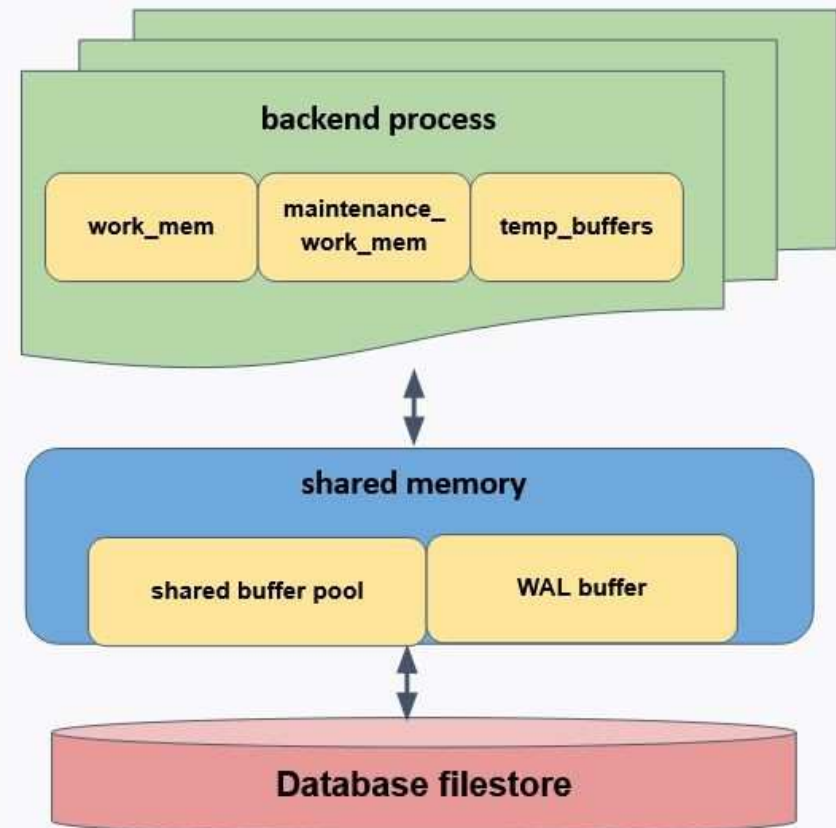 backend process
work_mem
maintenance_
work_mem
temp_buffers
shared memory
shared buffer pool
WAL buffer
Database filestore